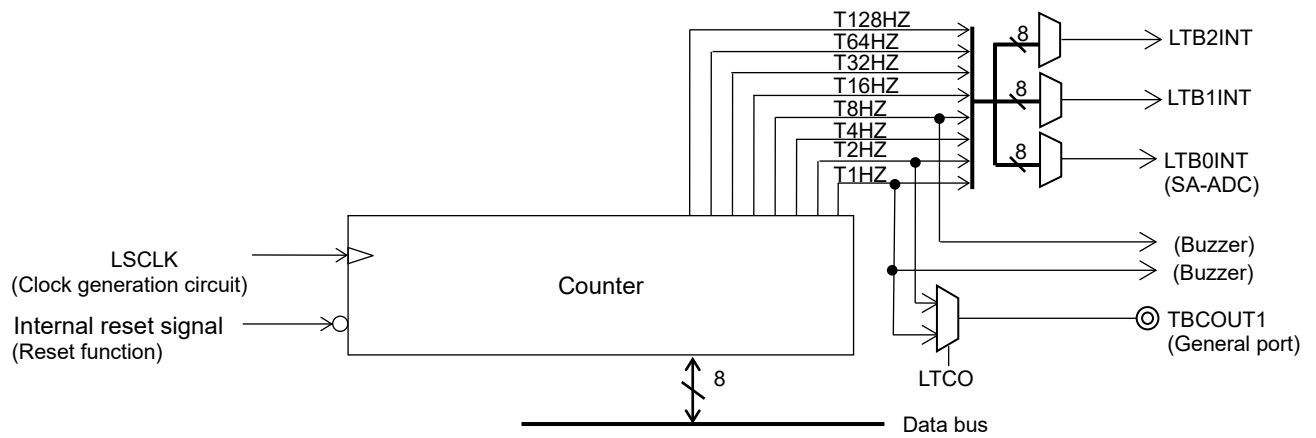 T128HZ
T64HZ
T32HZ
T16HZ
T8HZ
T4HZ
T2HZ
T1HZ
8
LTB2INT
8
LTB1INT
8
LTB0INT
(SA-ADC)
LSCLK
(Clock generation circuit)
Internal reset signal
(Reset function)
Counter
(Buzzer)
(Buzzer)
TBCOUT1
(General port)
LTCO
8
Data bus